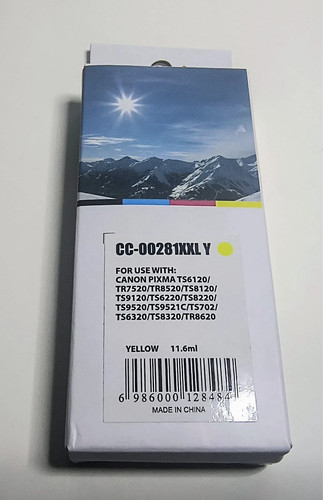 CC-00281XXL Y
FOR USE WITH:
CANON PIXMA TS6120/
TR7520/TR8520/TS8120/
TS9120/TS6220/TS8220/
TS9520/TS9521C/TS702/
TS6320/TS8320/TR8620
YELLOW 11.6ml
6 986000 128484
MADE IN CHINA